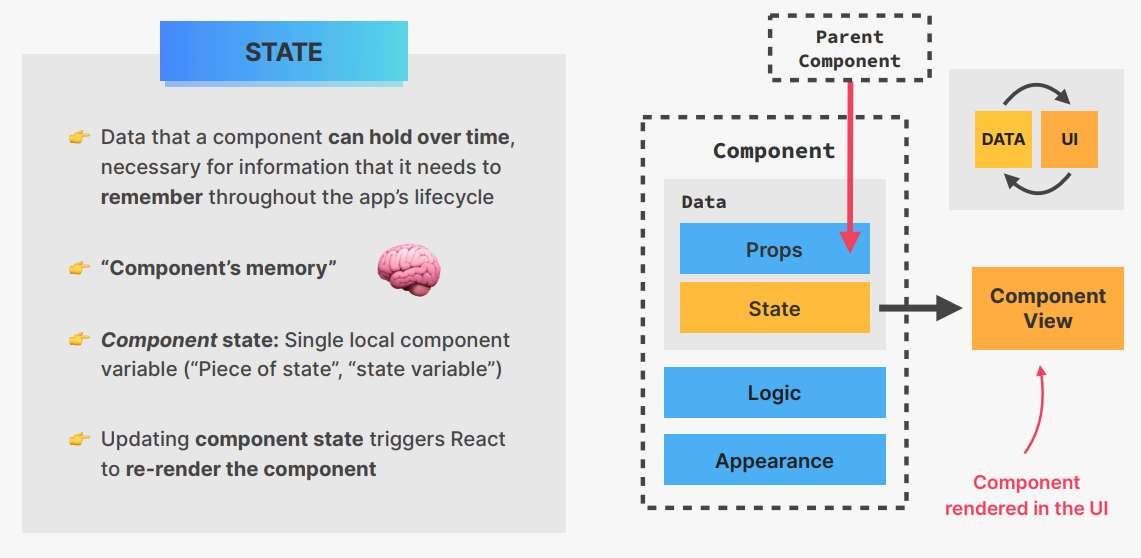 STATE
Data that a component can hold over time,
necessary for information that it needs to
remember throughout the app’s lifecycle
“Component’s memory”
Component state: Single local component
variable (“Piece of state”, “state variable”)
Updating component state triggers React
to re-render the component
Parent
Component
Component
Data
Props
State
Logic
Appearance
DATA
UI
Component
View
Component
rendered in the UI